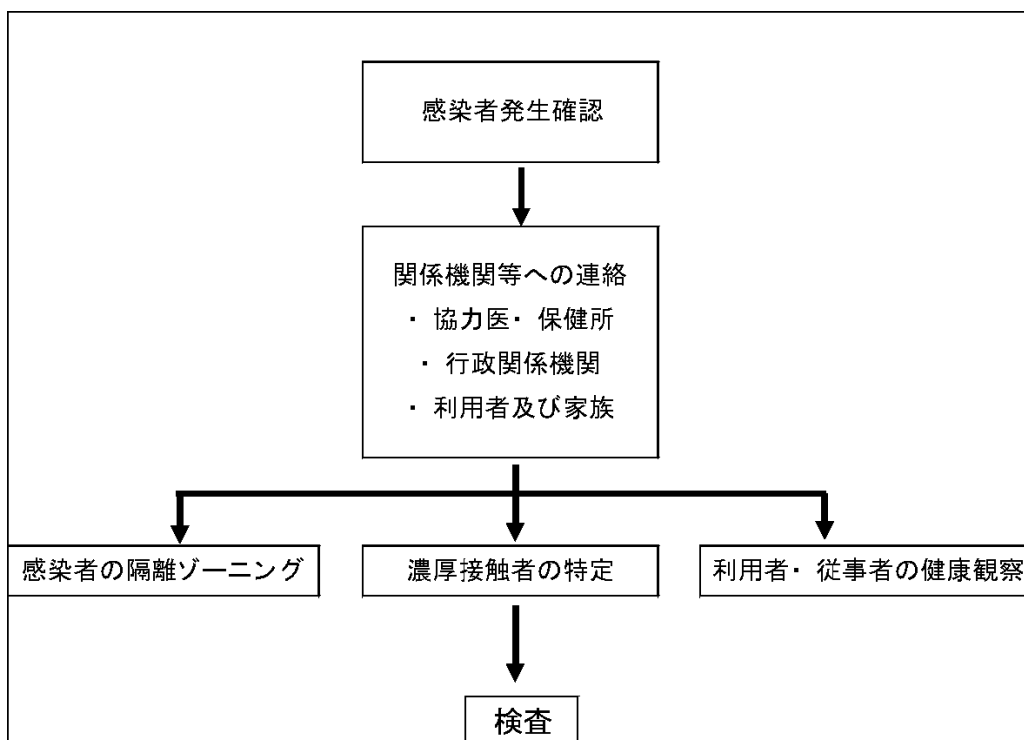 感染者発生確認
関係機関等への連絡
・ 協力医・ 保健所
・ 行政関係機関
・ 利用者及び家族
感染者の隔離ゾーニング
濃厚接触者の特定
利用者・ 従事者の健康観察
検査